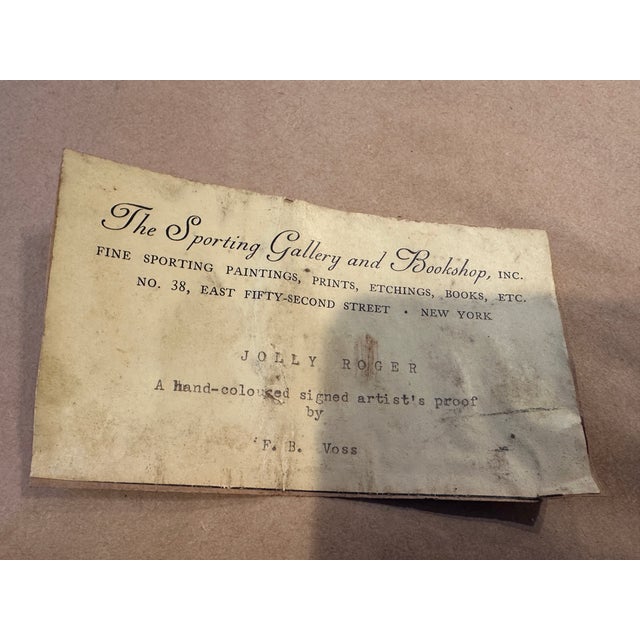 The Sporting Gallery and Bookshop, INC.
FINE SPORTING PAINTINGS, PRINTS, ETCHINGS, BOOKS, ETC.
NO. 38, EAST FIFTY-SECOND STREET · NEW YORK
JOLLY ROGER
A hand-coloured signed artist's proof
by
F. B. Voss